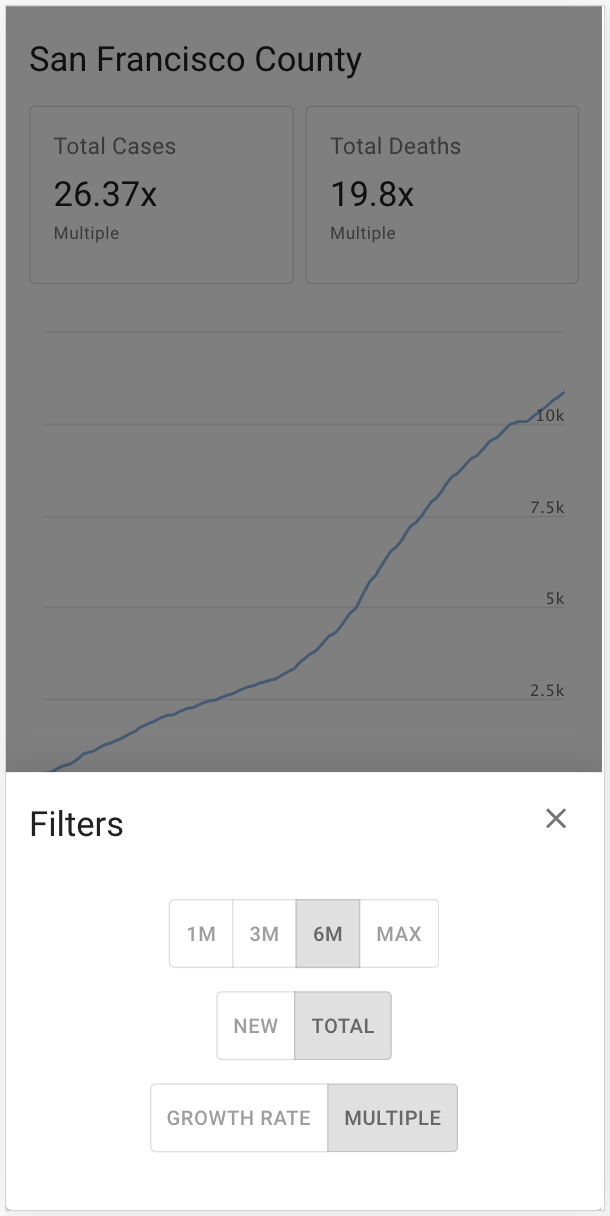 San Francisco County
Total Cases
26.37x
Multiple
Total Deaths
19.8x
Multiple
10k
7.5k
5k
2.5k
Filters
1M 3M 6M MAX
NEW TOTAL
GROWTH RATE MULTIPLE